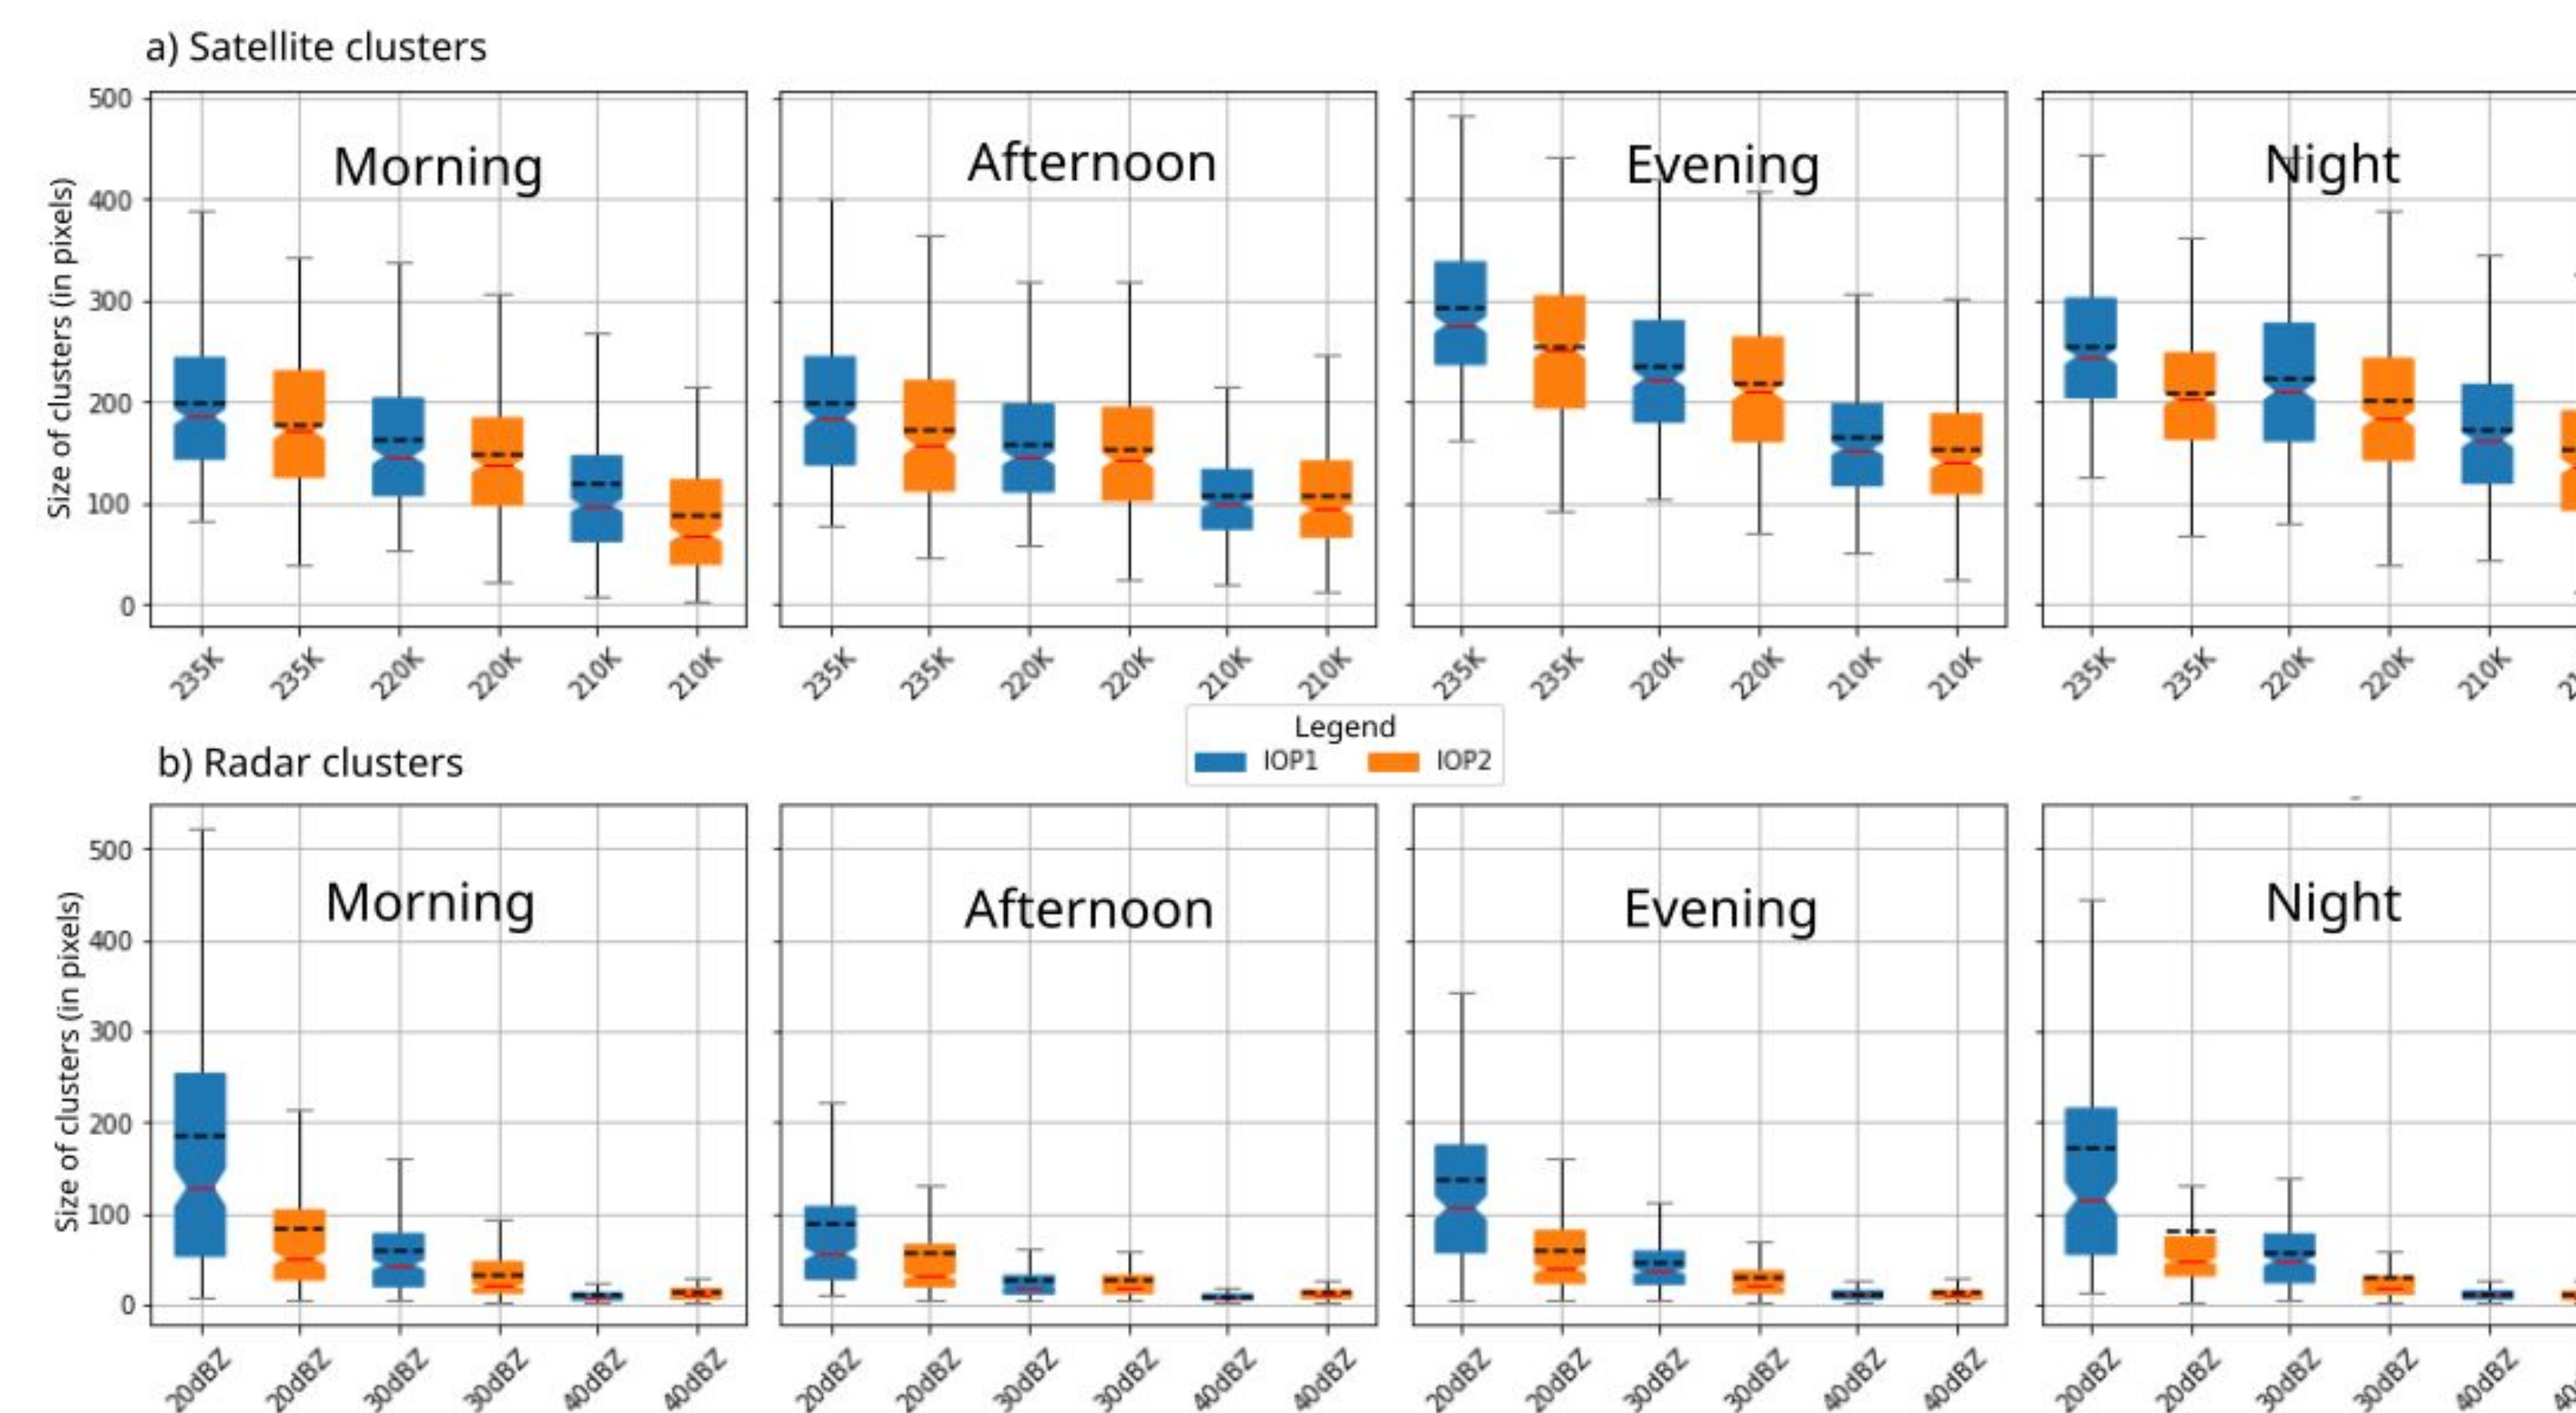 a) Satellite clusters
Size of clusters (in pixels)
500
400
300
200
100
0
Morning
Afternoon
Evening
Night
235K 235K 220K 220K 210K 210K
235K 235K 220K 220K 210K 210K
235K 235K 220K 220K 210K 210K
235K 235K 220K 220K 210K
Legend
IOP1 IOP2
b) Radar clusters
Size of clusters (in pixels)
500
400
300
200
100
0
Morning
Afternoon
Evening
Night
20dBZ 20dBZ 30dBZ 30dBZ 40dBZ 40dBZ
20dBZ 20dBZ 30dBZ 30dBZ 40dBZ 40dBZ
20dBZ 20dBZ 30dBZ 30dBZ 40dBZ 40dBZ
20dBZ 20dBZ 30dBZ 30dBZ 40dBZ